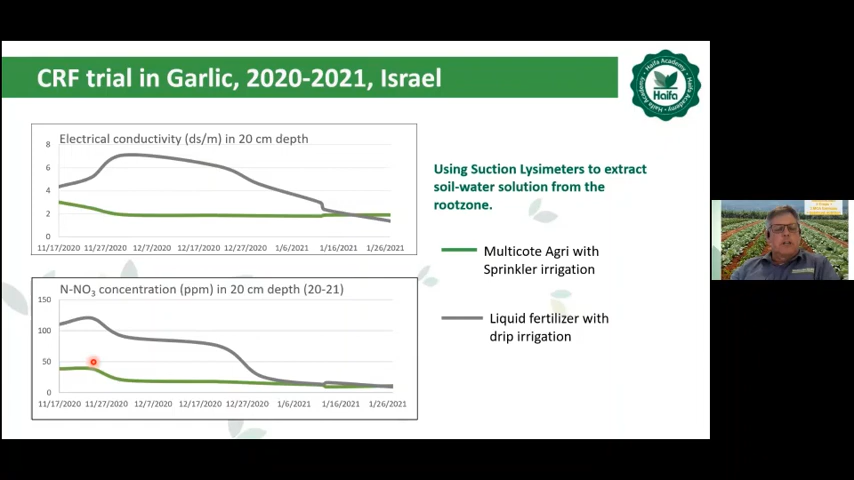 CRF trial in Garlic, 2020-2021, Israel
Haifa Academy
Haifa
Haifa Academy
Haifa Academy
Electrical conductivity (ds/m) in 20 cm depth
8
6
4
2
0
11/17/2020 11/27/2020 12/7/2020 12/17/2020 12/27/2020 1/6/2021 1/16/2021 1/26/2021
Using Suction Lysimeters to extract
soil-water solution from the
rootzone.
Multicote Agri with
Sprinkler irrigation
Liquid fertilizer with
drip irrigation
N-NO₃ concentration (ppm) in 20 cm depth (20-21)
150
100
50
0
11/17/2020 11/27/2020 12/7/2020 12/17/2020 12/27/2020 1/6/2021 1/16/2021 1/26/2021